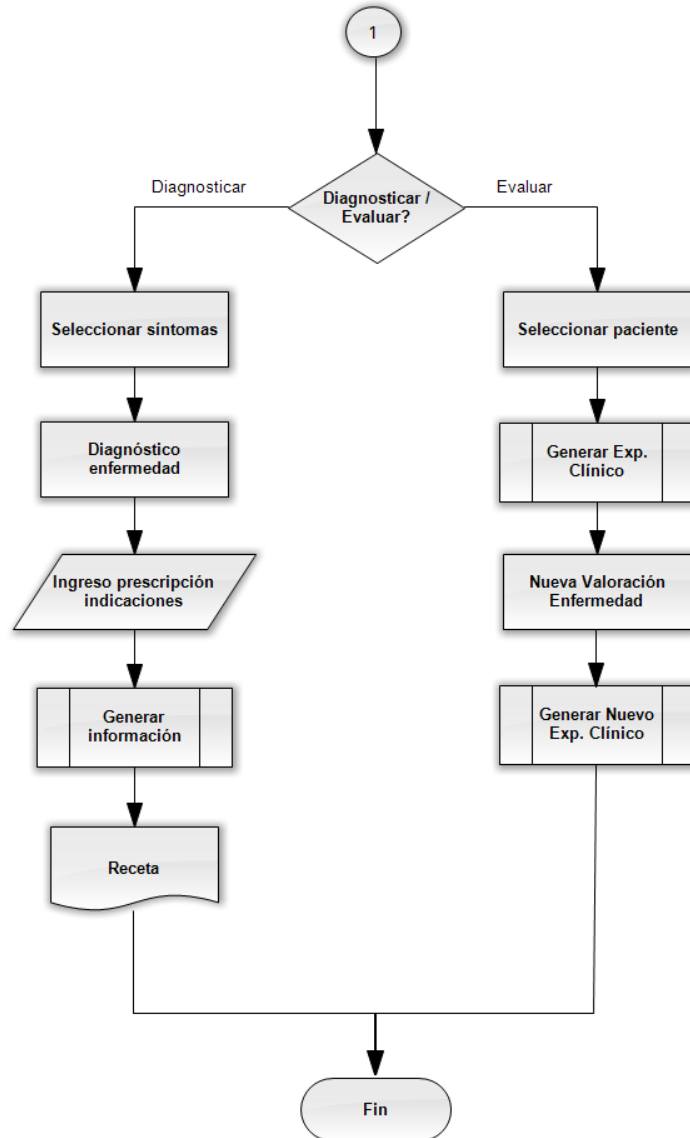 1
Diagnosticar
Diagnosticar /
Evaluar?
Evaluar
Seleccionar síntomas
Seleccionar paciente
Diagnóstico
enfermedad
Generar Exp.
Clínico
Ingreso prescripción
indicaciones
Nueva Valoración
Enfermedad
Generar
información
Generar Nuevo
Exp. Clínico
Receta
Fin